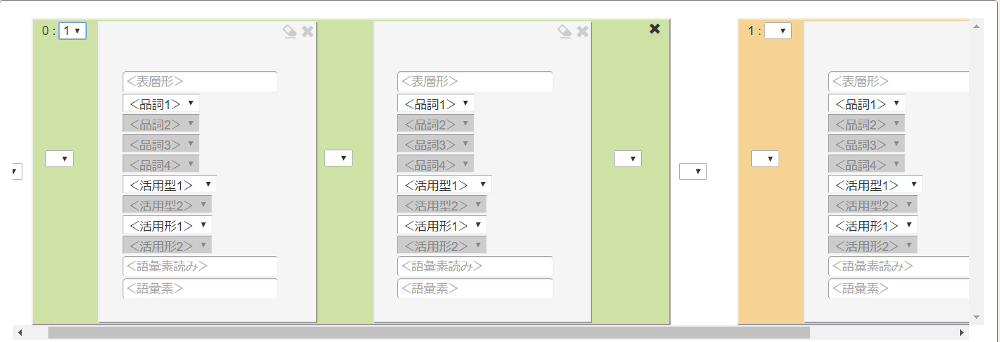 0 : 1
<表層形>
<品詞1>
<品詞2>
<品詞3>
<品詞4>
<活用型1>
<活用型2>
<活用形1>
<活用形2>
<語彙素読み>
<語彙素>
<表層形>
<品詞1>
<品詞2>
<品詞3>
<品詞4>
<活用型1>
<活用型2>
<活用形1>
<活用形2>
<語彙素読み>
<語彙素>
1 :
<表層形>
<品詞1>
<品詞2>
<品詞3>
<品詞4>
<活用型1>
<活用型2>
<活用形1>
<活用形2>
<語彙素読み>
<語彙素>